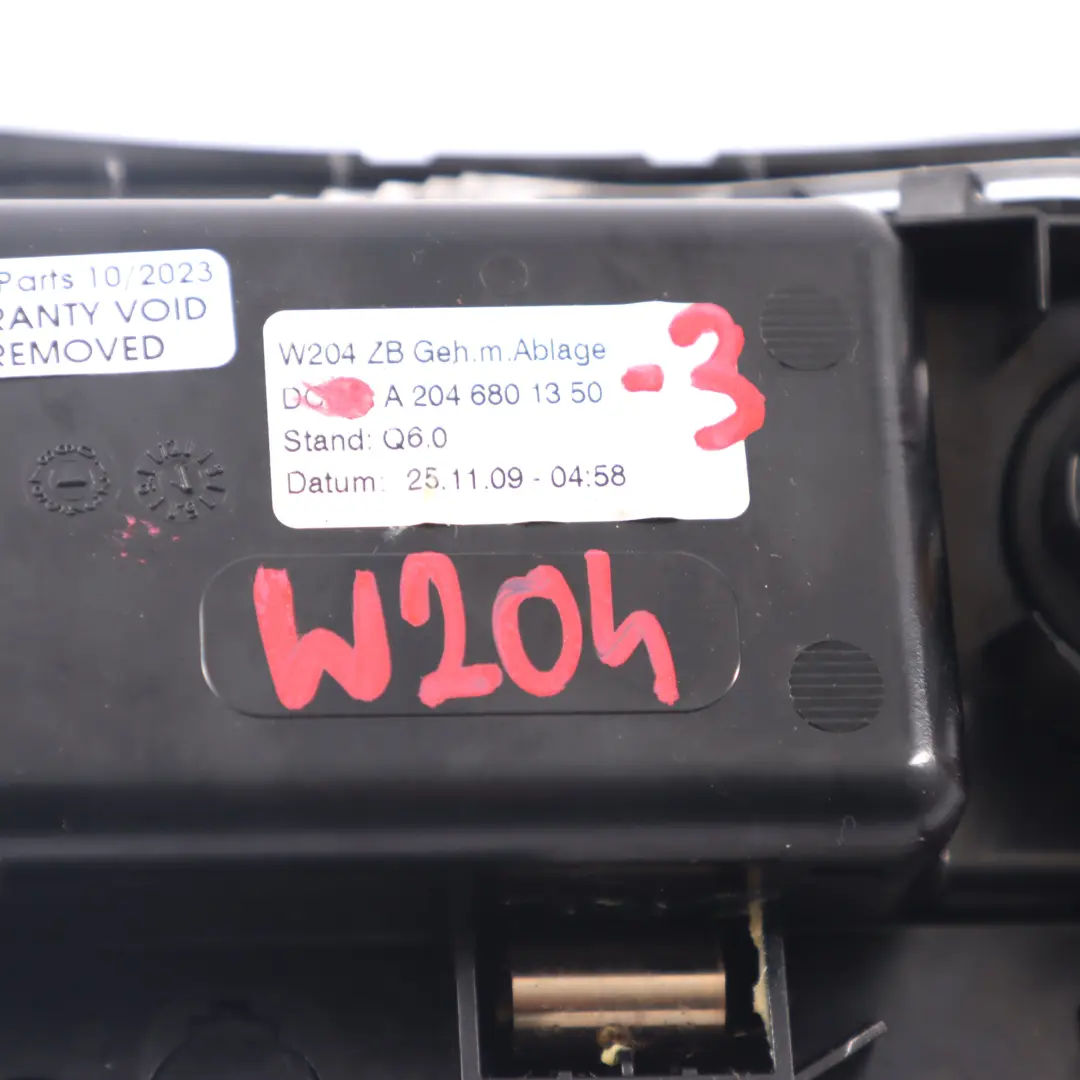 Parts 10/2023
RANTY VOID
REMOVED
W204 ZB Geh.m.Ablage
A 204 680 13 50
-3
Stand: Q6.0
Datum: 25.11.09 - 04:58
W204